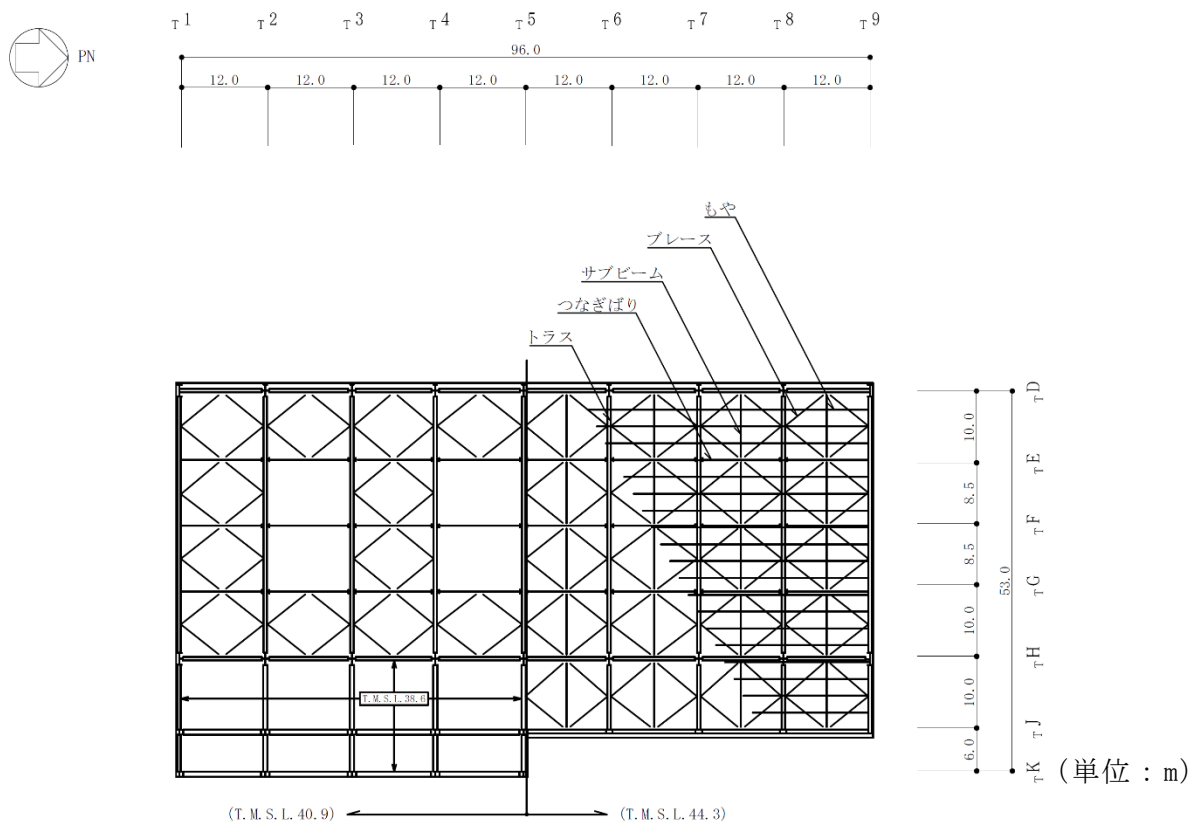 T1 T2 T3 T4 T5 T6 T7 T8 T9
PN
96.0
12.0 12.0 12.0 12.0 12.0 12.0 12.0 12.0
もや
ブレース
サブビーム
つなぎばり
トラス
TD
10.0
TE
8.5
TF
8.5
53.0
TG
10.0
TH
10.0
TJ
6.0
TK
(単位:m)
T.M.S.L.38.6
(T.M.S.L.40.9) (T.M.S.L.44.3)